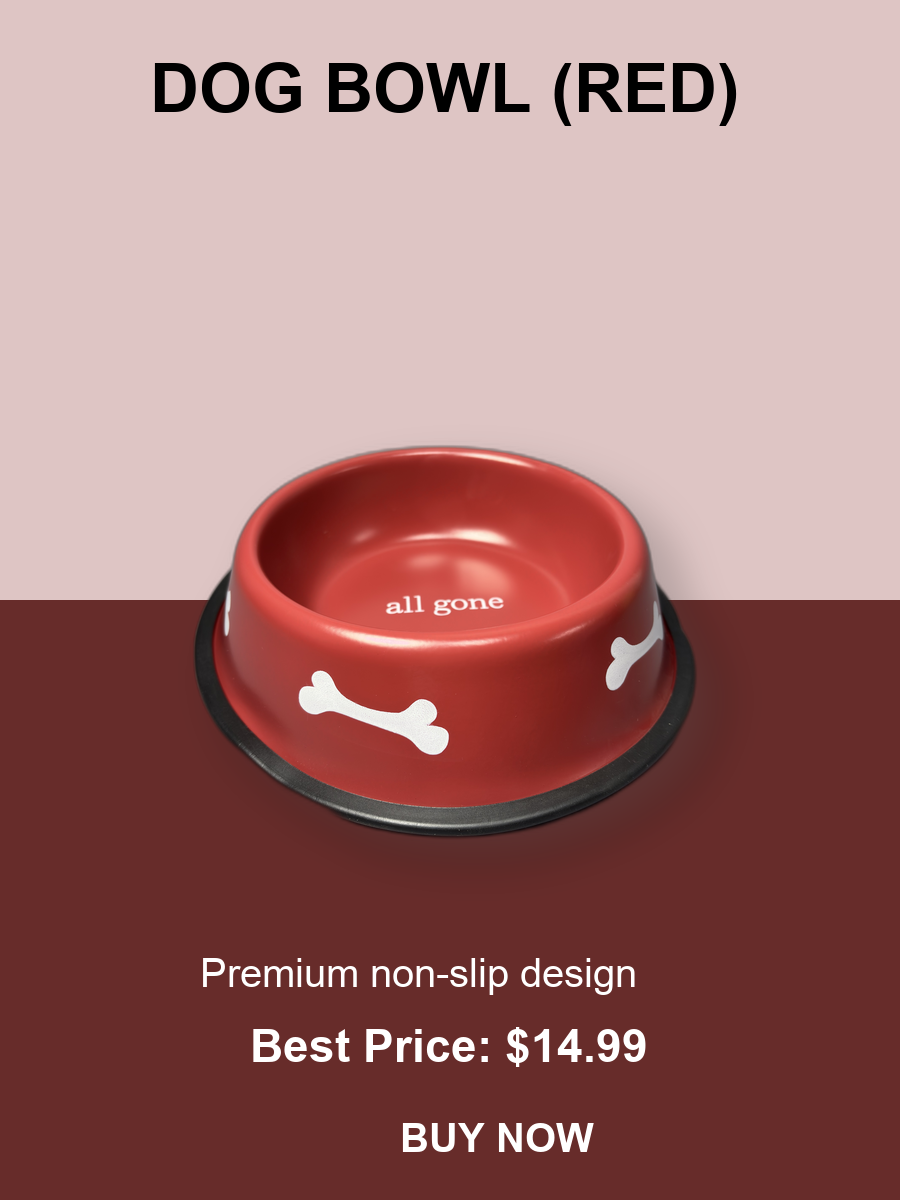 DOG BOWL (RED)
all gone
Premium non-slip design
Best Price: $14.99
BUY NOW